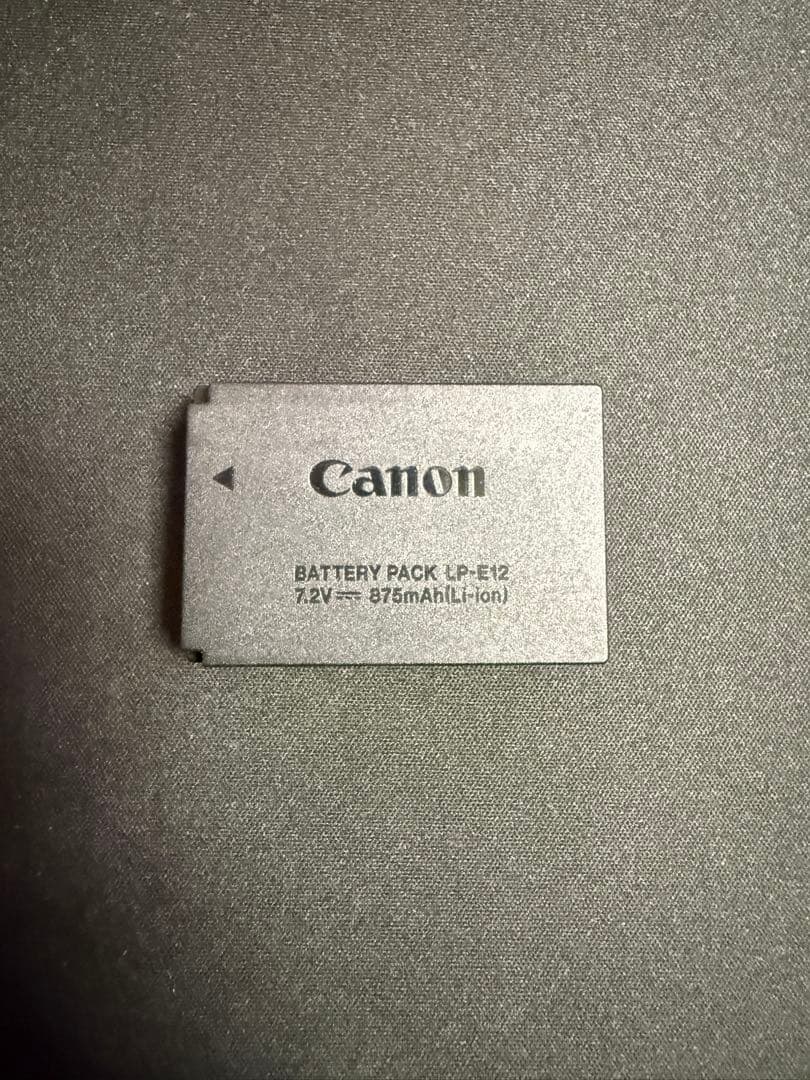 Canon
BATTERY PACK LP-E12
7.2V⎓ 875mAh(Li-ion)